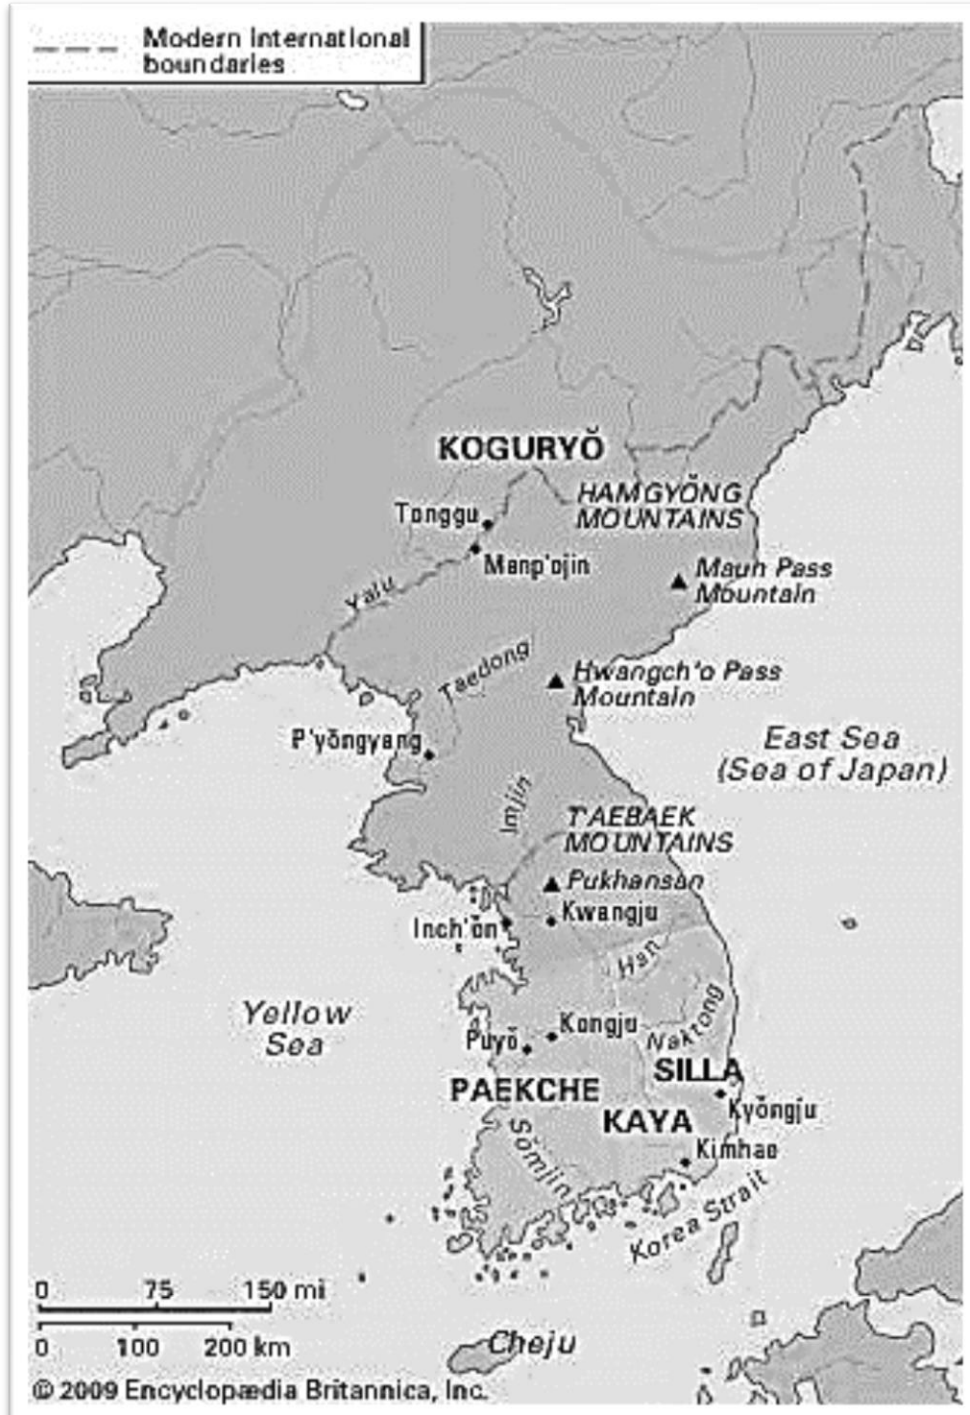 Modern International
boundaries
KOGURYŎ
HAMGYŎNG
MOUNTAINS
Tonggu
Manp'ojin
Maun Pass
Mountain
Yalu
Taedong
Hwangch'o Pass
Mountain
P'yŏngyang
East Sea
(Sea of Japan)
Imjin
T'AEBAEK
MOUNTAINS
Pukhansan
Kwangju
Inch'ŏn
Han
Yellow
Sea
Kongju
Naktong
Puyŏ
SILLA
PAEKCHE
Kyŏngju
KAYA
Kimhae
Sŏmjin
Korea Strait
0 75 150 mi
0 100 200 km
Cheju
© 2009 Encyclopædia Britannica, Inc.